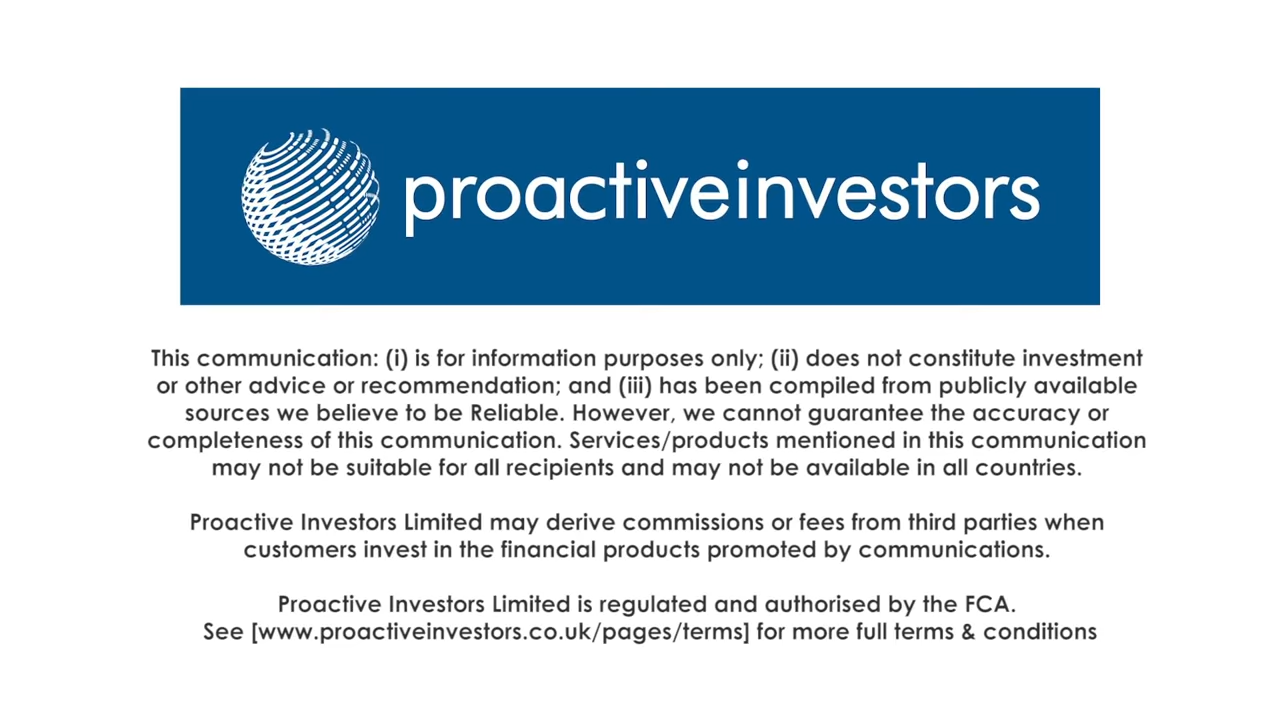 proactiveinvestors
This communication: (i) is for information purposes only; (ii) does not constitute investment
or other advice or recommendation; and (iii) has been compiled from publicly available
sources we believe to be Reliable. However, we cannot guarantee the accuracy or
completeness of this communication. Services/products mentioned in this communication
may not be suitable for all recipients and may not be available in all countries.
Proactive Investors Limited may derive commissions or fees from third parties when
customers invest in the financial products promoted by communications.
Proactive Investors Limited is regulated and authorised by the FCA.
See [www.proactiveinvestors.co.uk/pages/terms] for more full terms & conditions